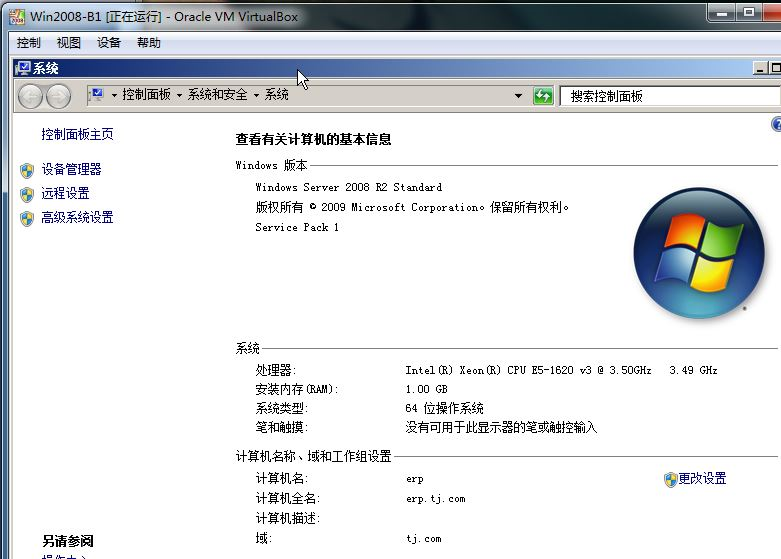 Win2008-B1 [正在运行] - Oracle VM VirtualBox
控制 视图 设备 帮助
系统
控制面板 系统和安全 系统 搜索控制面板
控制面板主页
设备管理器
远程设置
高级系统设置
查看有关计算机的基本信息
Windows 版本
Windows Server 2008 R2 Standard
版权所有 © 2009 Microsoft Corporation。保留所有权利。
Service Pack 1
系统
处理器: Intel(R) Xeon(R) CPU E5-1620 v3 @ 3.50GHz 3.49 GHz
安装内存(RAM): 1.00 GB
系统类型: 64 位操作系统
笔和触摸: 没有可用于此显示器的笔或触控输入
计算机名称、域和工作组设置
计算机名: erp 更改设置
计算机全名: erp.tj.com
计算机描述:
域: tj.com
另请参阅